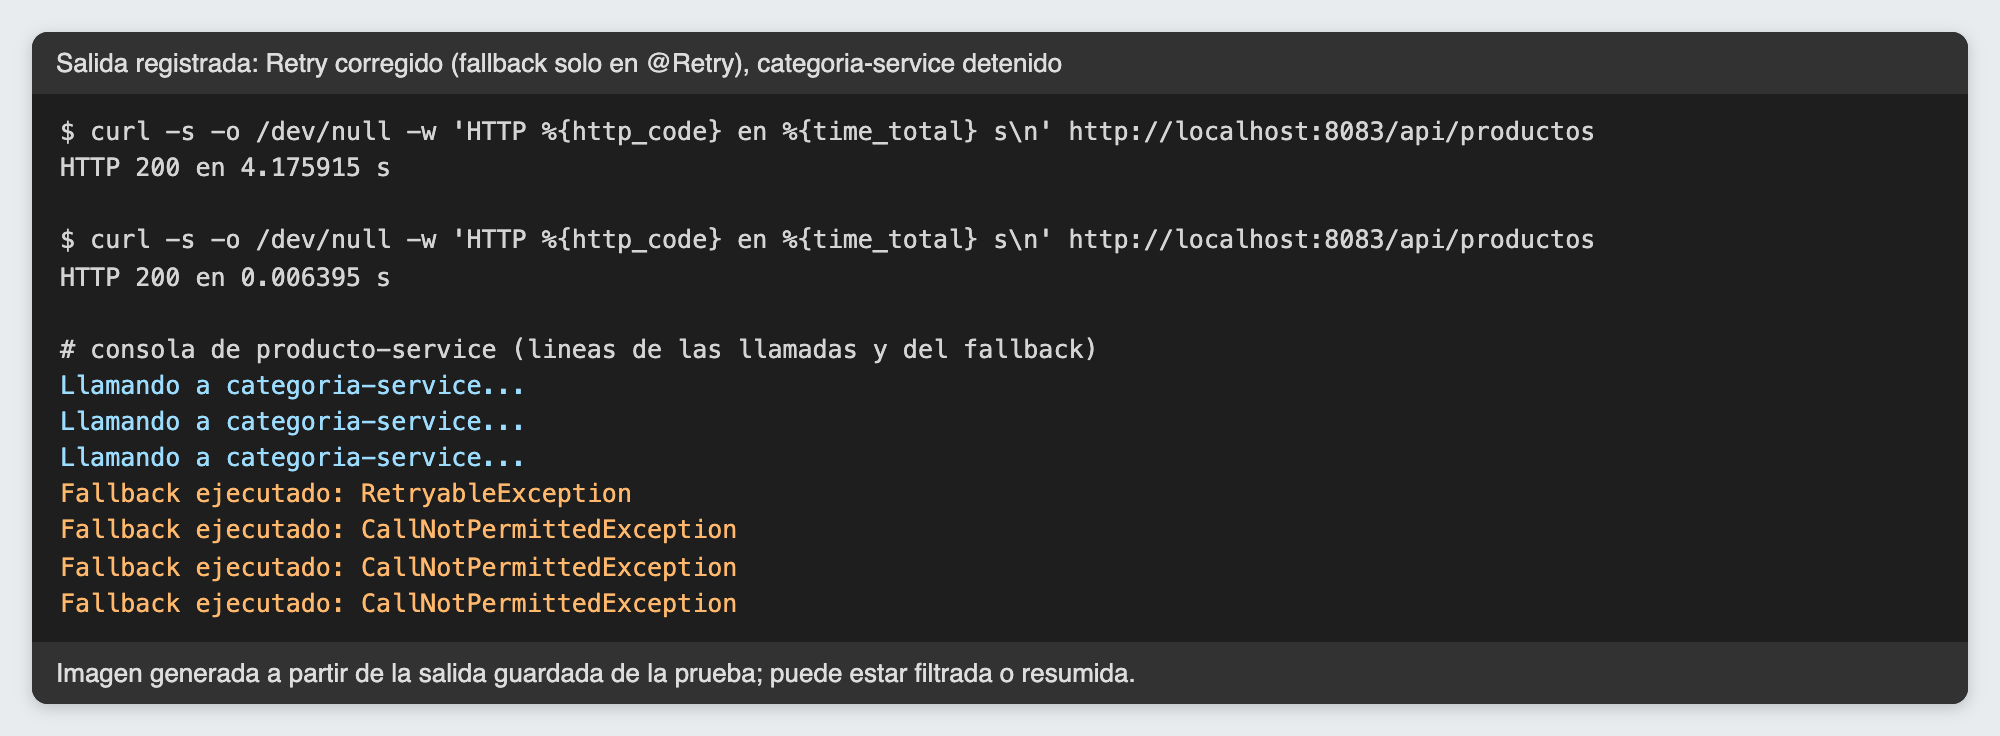 Salida registrada: Retry corregido (fallback solo en @Retry), categoria-service detenido
$ curl -s -o /dev/null -w 'HTTP %{http_code} en %{time_total} s\n' http://localhost:8083/api/productos
HTTP 200 en 4.175915 s
$ curl -s -o /dev/null -w 'HTTP %{http_code} en %{time_total} s\n' http://localhost:8083/api/productos
HTTP 200 en 0.006395 s
# consola de producto-service (lineas de las llamadas y del fallback)
Llamando a categoria-service...
Llamando a categoria-service...
Llamando a categoria-service...
Fallback ejecutado: RetryableException
Fallback ejecutado: CallNotPermittedException
Fallback ejecutado: CallNotPermittedException
Fallback ejecutado: CallNotPermittedException
Imagen generada a partir de la salida guardada de la prueba; puede estar filtrada o resumida.